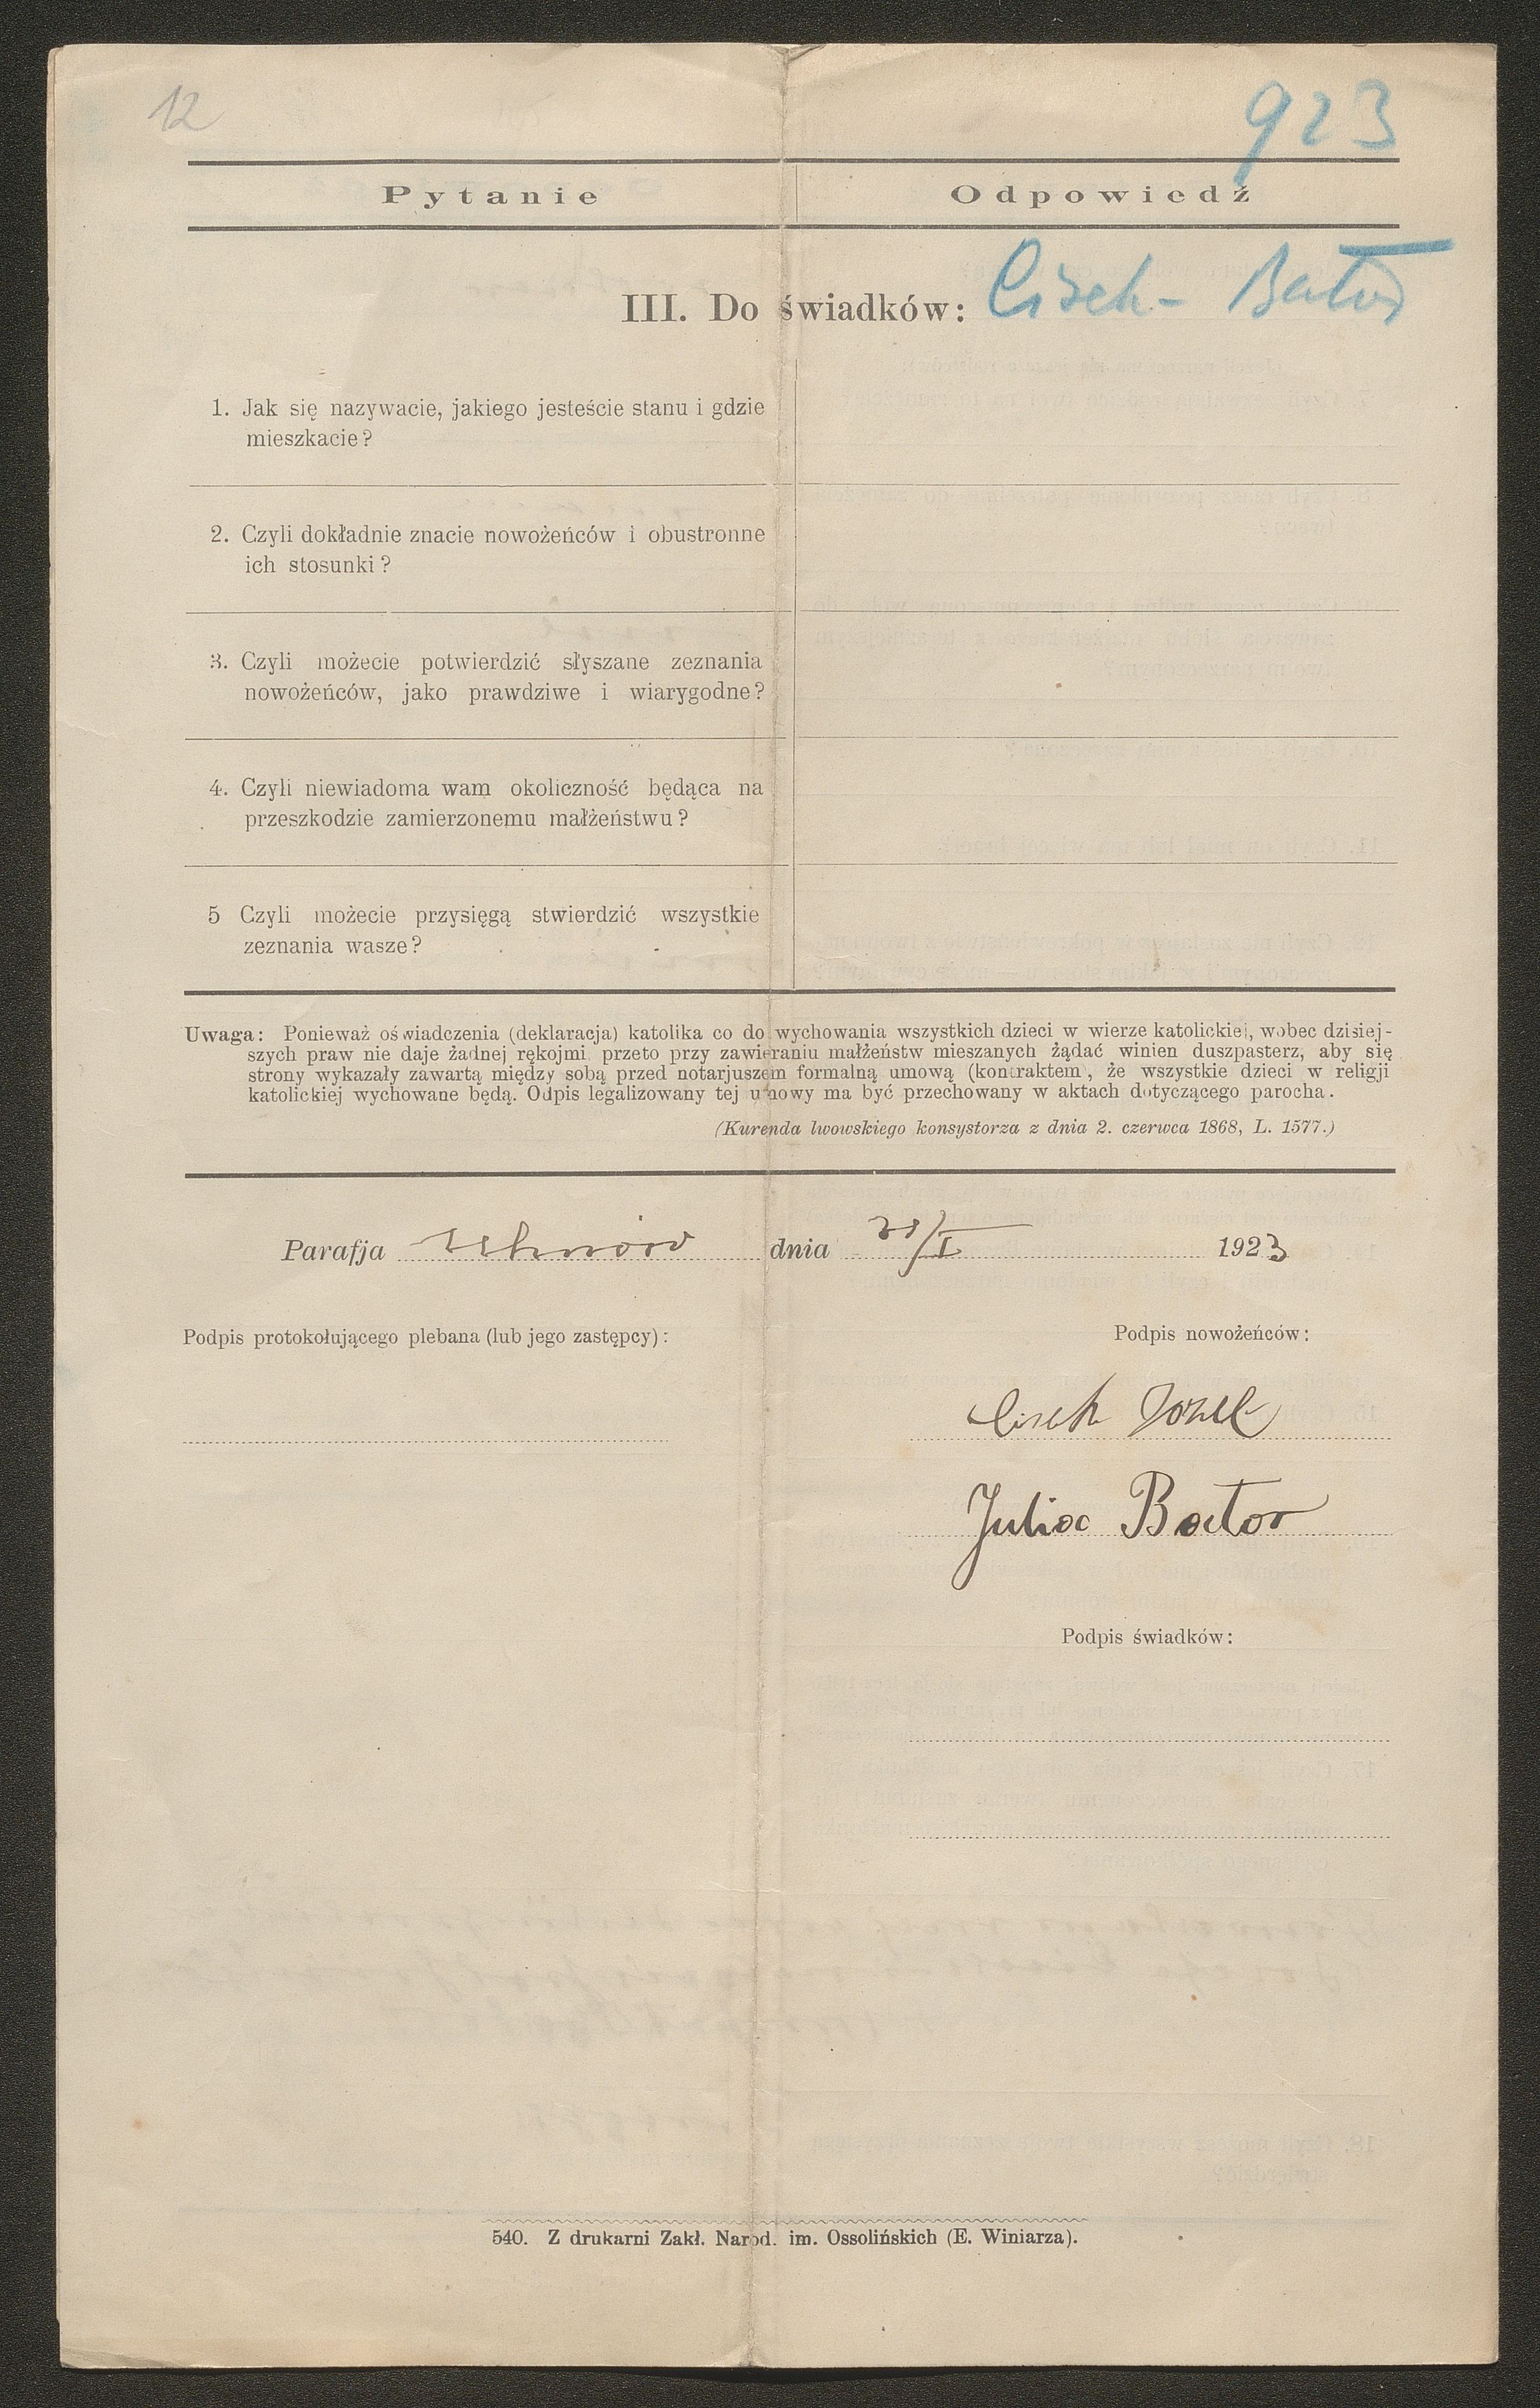 12
923
Pytanie Odpowiedź
III. Do świadków: Cisek - Bator
1. Jak się nazywacie, jakiego jesteście stanu i gdzie
mieszkacie?
2. Czyli dokładnie znacie nowożeńców i obustronne
ich stosunki?
3. Czyli możecie potwierdzić słyszane zeznania
nowożeńców, jako prawdziwe i wiarygodne?
4. Czyli niewiadoma wam okoliczność będąca na
przeszkodzie zamierzonemu małżeństwu?
5 Czyli możecie przysięgą stwierdzić wszystkie
zeznania wasze?
Uwaga: Ponieważ oświadczenia (deklaracja) katolika co do wychowania wszystkich dzieci w wierze katolickiej, wobec dzisiej-
szych praw nie daje żadnej rękojmi przeto przy zawieraniu małżeństw mieszanych żądać winien duszpasterz, aby się
strony wykazały zawartą między sobą przed notarjuszem formalną umową (kontraktem, że wszystkie dzieci w religji
katolickiej wychowane będą. Odpis legalizowany tej umowy ma być przechowany w aktach dotyczącego parocha.
(Kurenda lwowskiego konsystorza z dnia 2. czerwca 1868, L. 1577.)
Parafja Uhnów dnia /I 1923
Podpis protokołującego plebana (lub jego zastępcy):
Podpis nowożeńców:
Cisek Józef
Julia Bator
Podpis świadków:
540. Z drukarni Zakł. Narod. im. Ossolińskich (E. Winiarza).